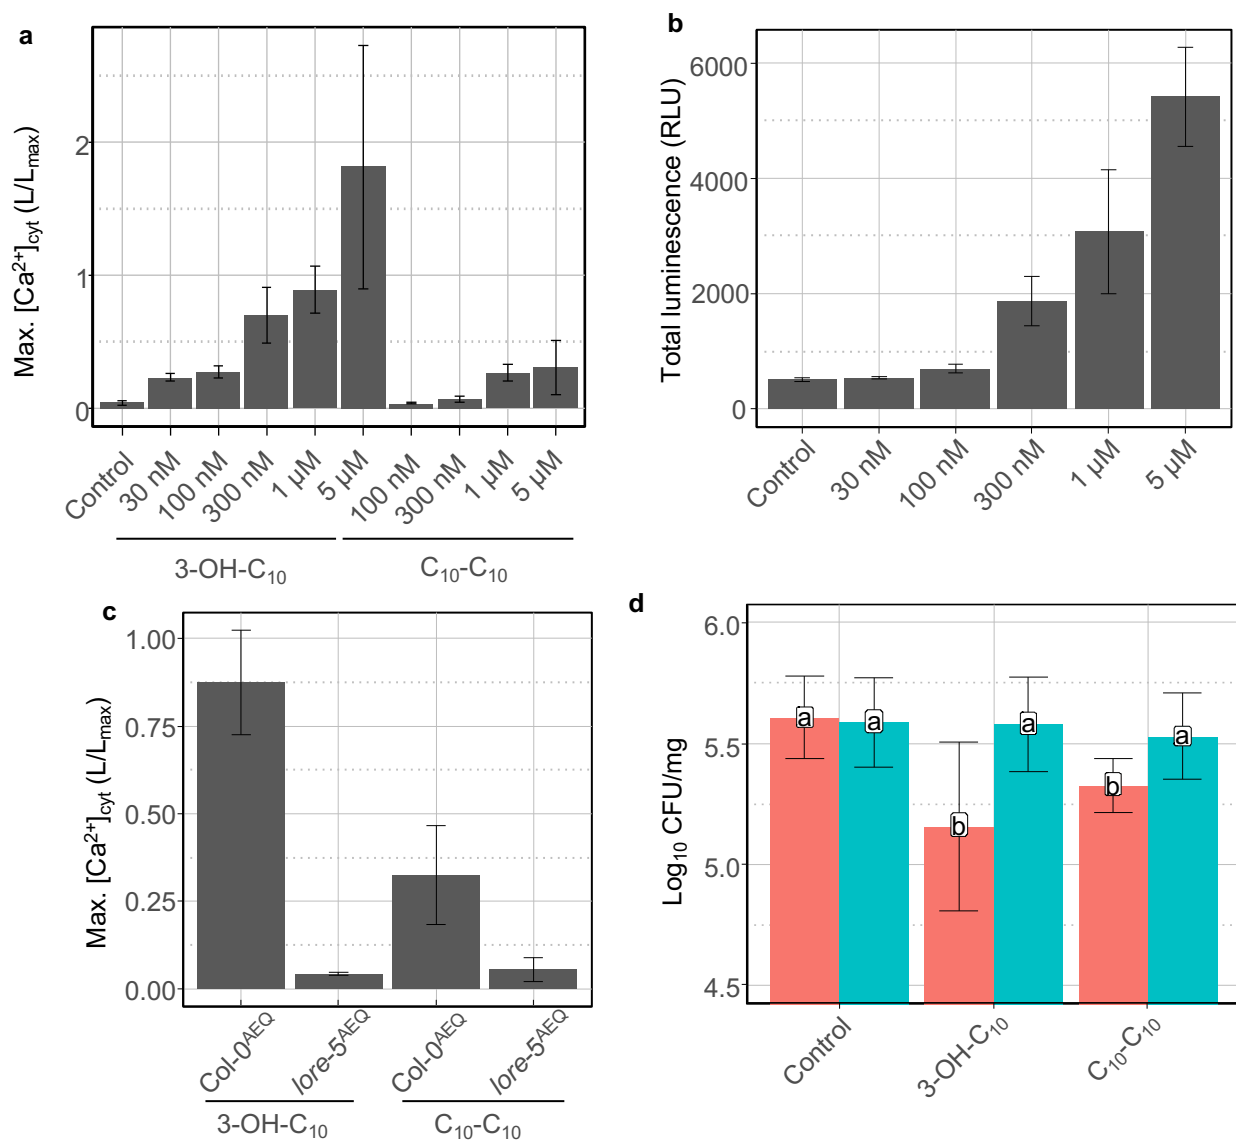 a
Max. [Ca²⁺]cyt (L/Lmax)
2
1
0
Control
30 nM
100 nM
300 nM
1 µM
5 µM
100 nM
300 nM
1 µM
5 µM
3-OH-C₁₀
C₁₀-C₁₀
b
Total luminescence (RLU)
6000
4000
2000
0
Control
30 nM
100 nM
300 nM
1 µM
5 µM
c
Max. [Ca²⁺]cyt (L/Lmax)
1.00
0.75
0.50
0.25
0.00
Col-0ᴬᴱQ
lore-5ᴬᴱQ
Col-0ᴬᴱQ
lore-5ᴬᴱQ
3-OH-C₁₀
C₁₀-C₁₀
d
Log₁₀ CFU/mg
6.0
5.5
5.0
4.5
a
a
b
a
b
a
Control
3-OH-C₁₀
C₁₀-C₁₀